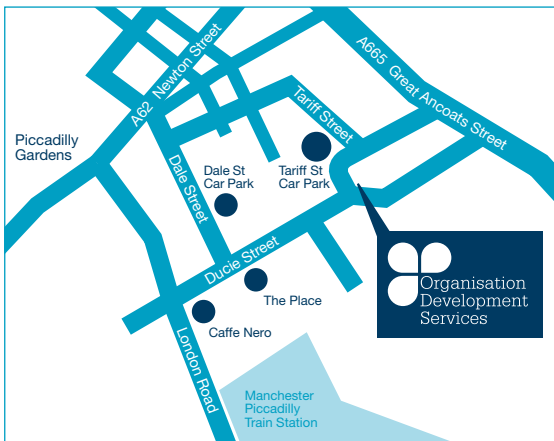 A62 Newton Street
A665 Great Ancoats Street
Tariff Street
Piccadilly
Gardens
Dale Street
Dale St
Car Park
Tariff St
Car Park
Ducie Street
Organisation
Development
Services
The Place
Caffe Nero
London Road
Manchester
Piccadilly
Train Station